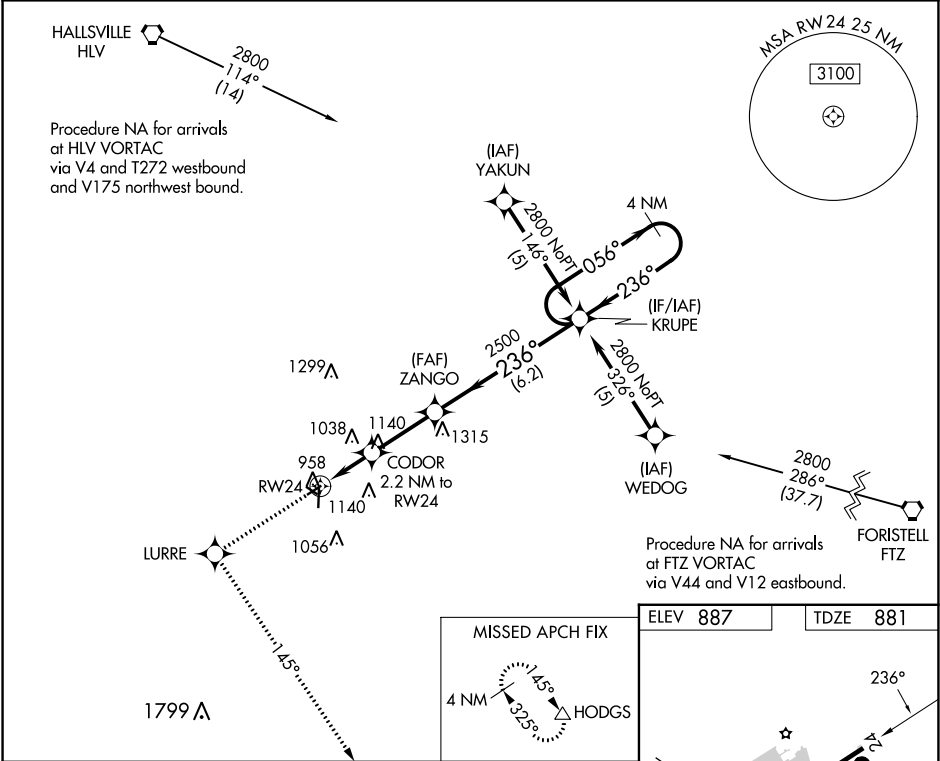 HALLSVILLE
HLV
2800
114°
(14)
Procedure NA for arrivals
at HLV VORTAC
via V4 and T272 westbound
and V175 northwest bound.
MSA RW24 25 NM
3100
(IAF)
YAKUN
2800 NoPT
146°
(5)
4 NM
056°
236°
(IF/IAF)
KRUPE
2500
236°
(6.2)
(FAF)
ZANGO
2800 NoPT
326°
(5)
(IAF)
WEDOG
1299
1038
1140
1315
CODOR
2.2 NM to
RW24
958
RW24
1140
1056
LURRE
145°
1799
2800
286°
(37.7)
FORISTELL
FTZ
Procedure NA for arrivals
at FTZ VORTAC
via V44 and V12 eastbound.
MISSED APCH FIX
4 NM
145°
325°
HODGS
ELEV 887
TDZE 881
236°
24